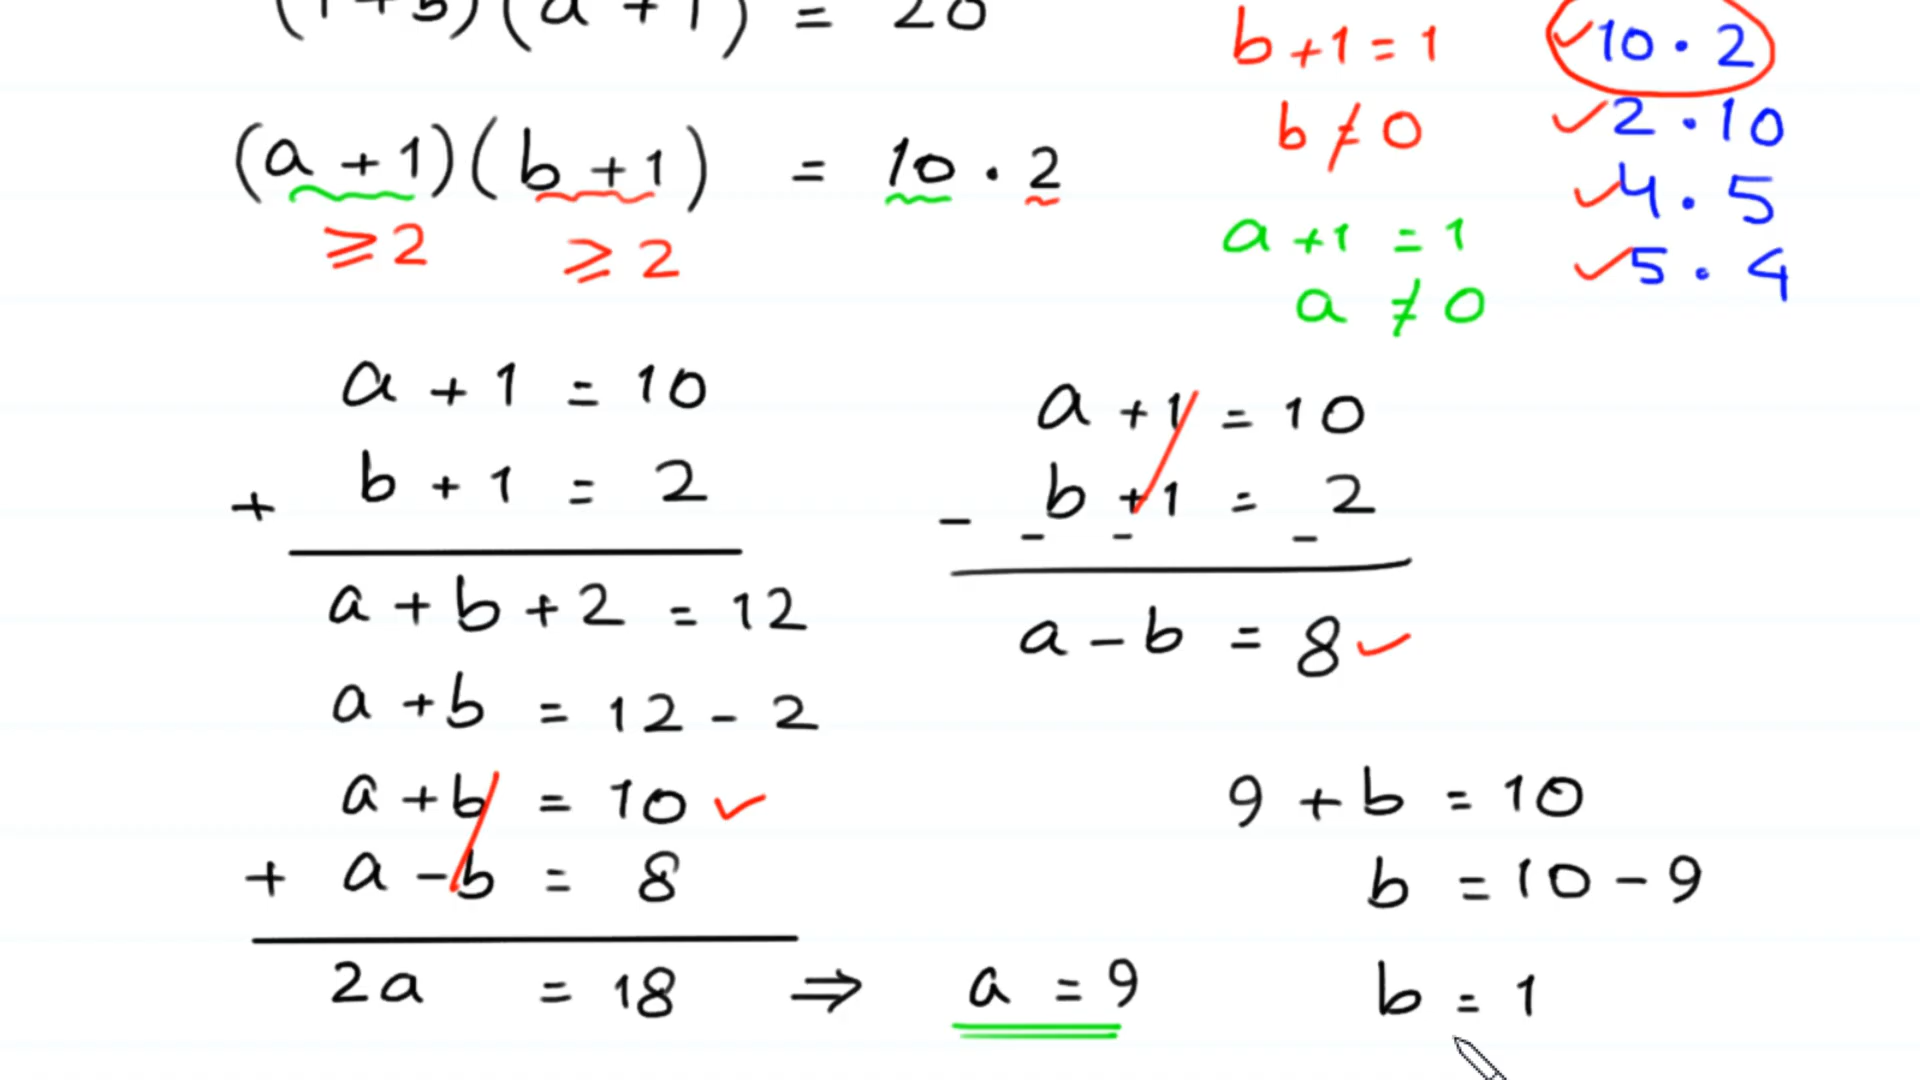 (1+b)(a+1) = 20
(a+1)(b+1) = 10 · 2
≥2 ≥2
b+1=1
b≠0
a+1=1
a≠0
✓10 · 2
✓2 · 10
✓4 · 5
✓5 · 4
a+1=10
+ b+1=2
a+b+2=12
a+b=12-2
a+b=10 ✓
+ a-b=8
2a=18 ⇒ a=9
a+1=10
- b+1=2
- - -
a-b=8 ✓
9+b=10
b=10-9
b=1